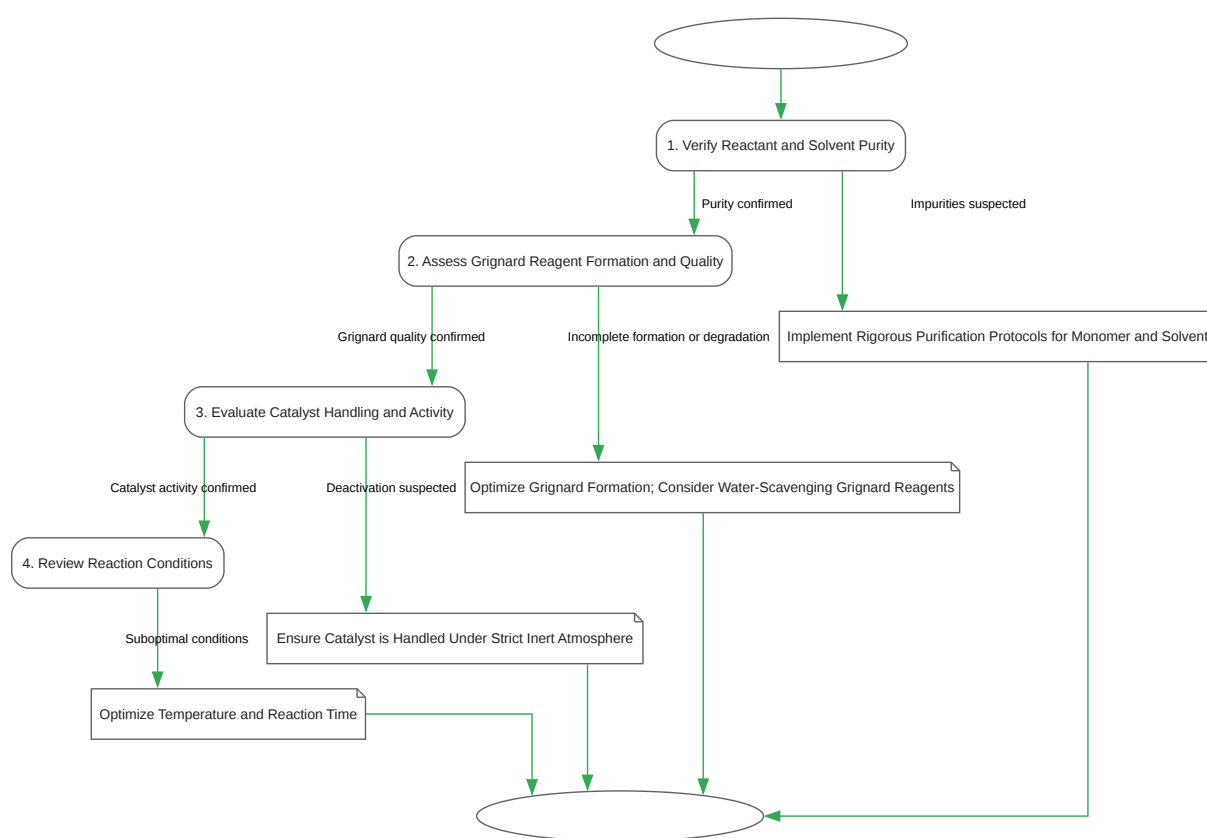 1. Verify Reactant and Solvent Purity
Purity confirmed
Impurities suspected
2. Assess Grignard Reagent Formation and Quality
Grignard quality confirmed
Incomplete formation or degradation
Implement Rigorous Purification Protocols for Monomer and Solvent
3. Evaluate Catalyst Handling and Activity
Catalyst activity confirmed
Deactivation suspected
Optimize Grignard Formation; Consider Water-Scavenging Grignard Reagents
4. Review Reaction Conditions
Suboptimal conditions
Ensure Catalyst is Handled Under Strict Inert Atmosphere
Optimize Temperature and Reaction Time